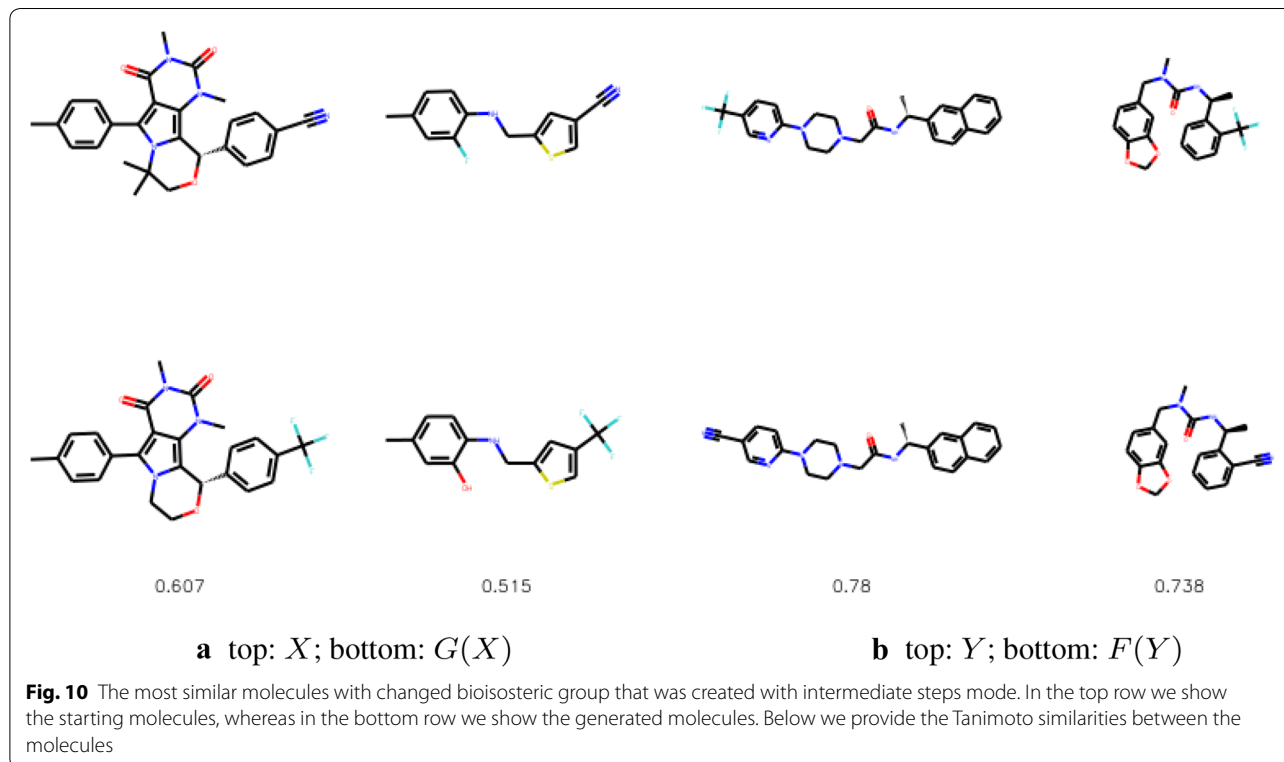 0.607 0.515 0.78 0.738
a top: X; bottom: G(X) b top: Y; bottom: F(Y)
Fig. 10 The most similar molecules with changed bioisosteric group that was created with intermediate steps mode. In the top row we show
the starting molecules, whereas in the bottom row we show the generated molecules. Below we provide the Tanimoto similarities between the
molecules